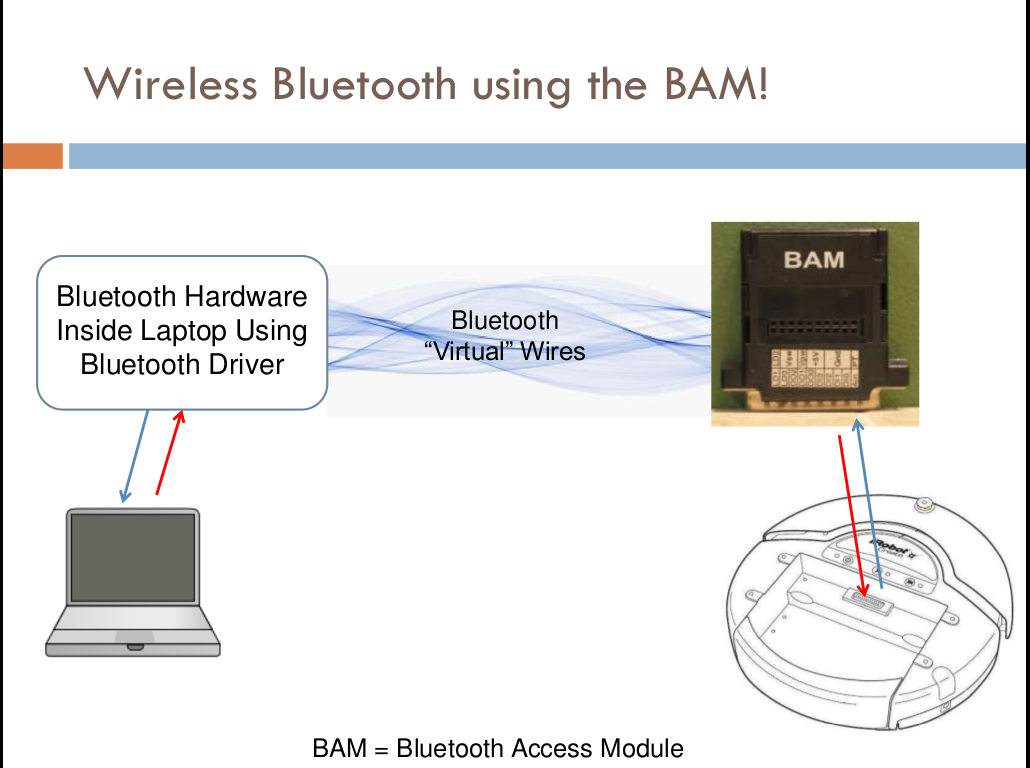 Wireless Bluetooth using the BAM!
Bluetooth Hardware
Inside Laptop Using
Bluetooth Driver
Bluetooth
“Virtual” Wires
BAM
iRobot
Create
BAM = Bluetooth Access Module